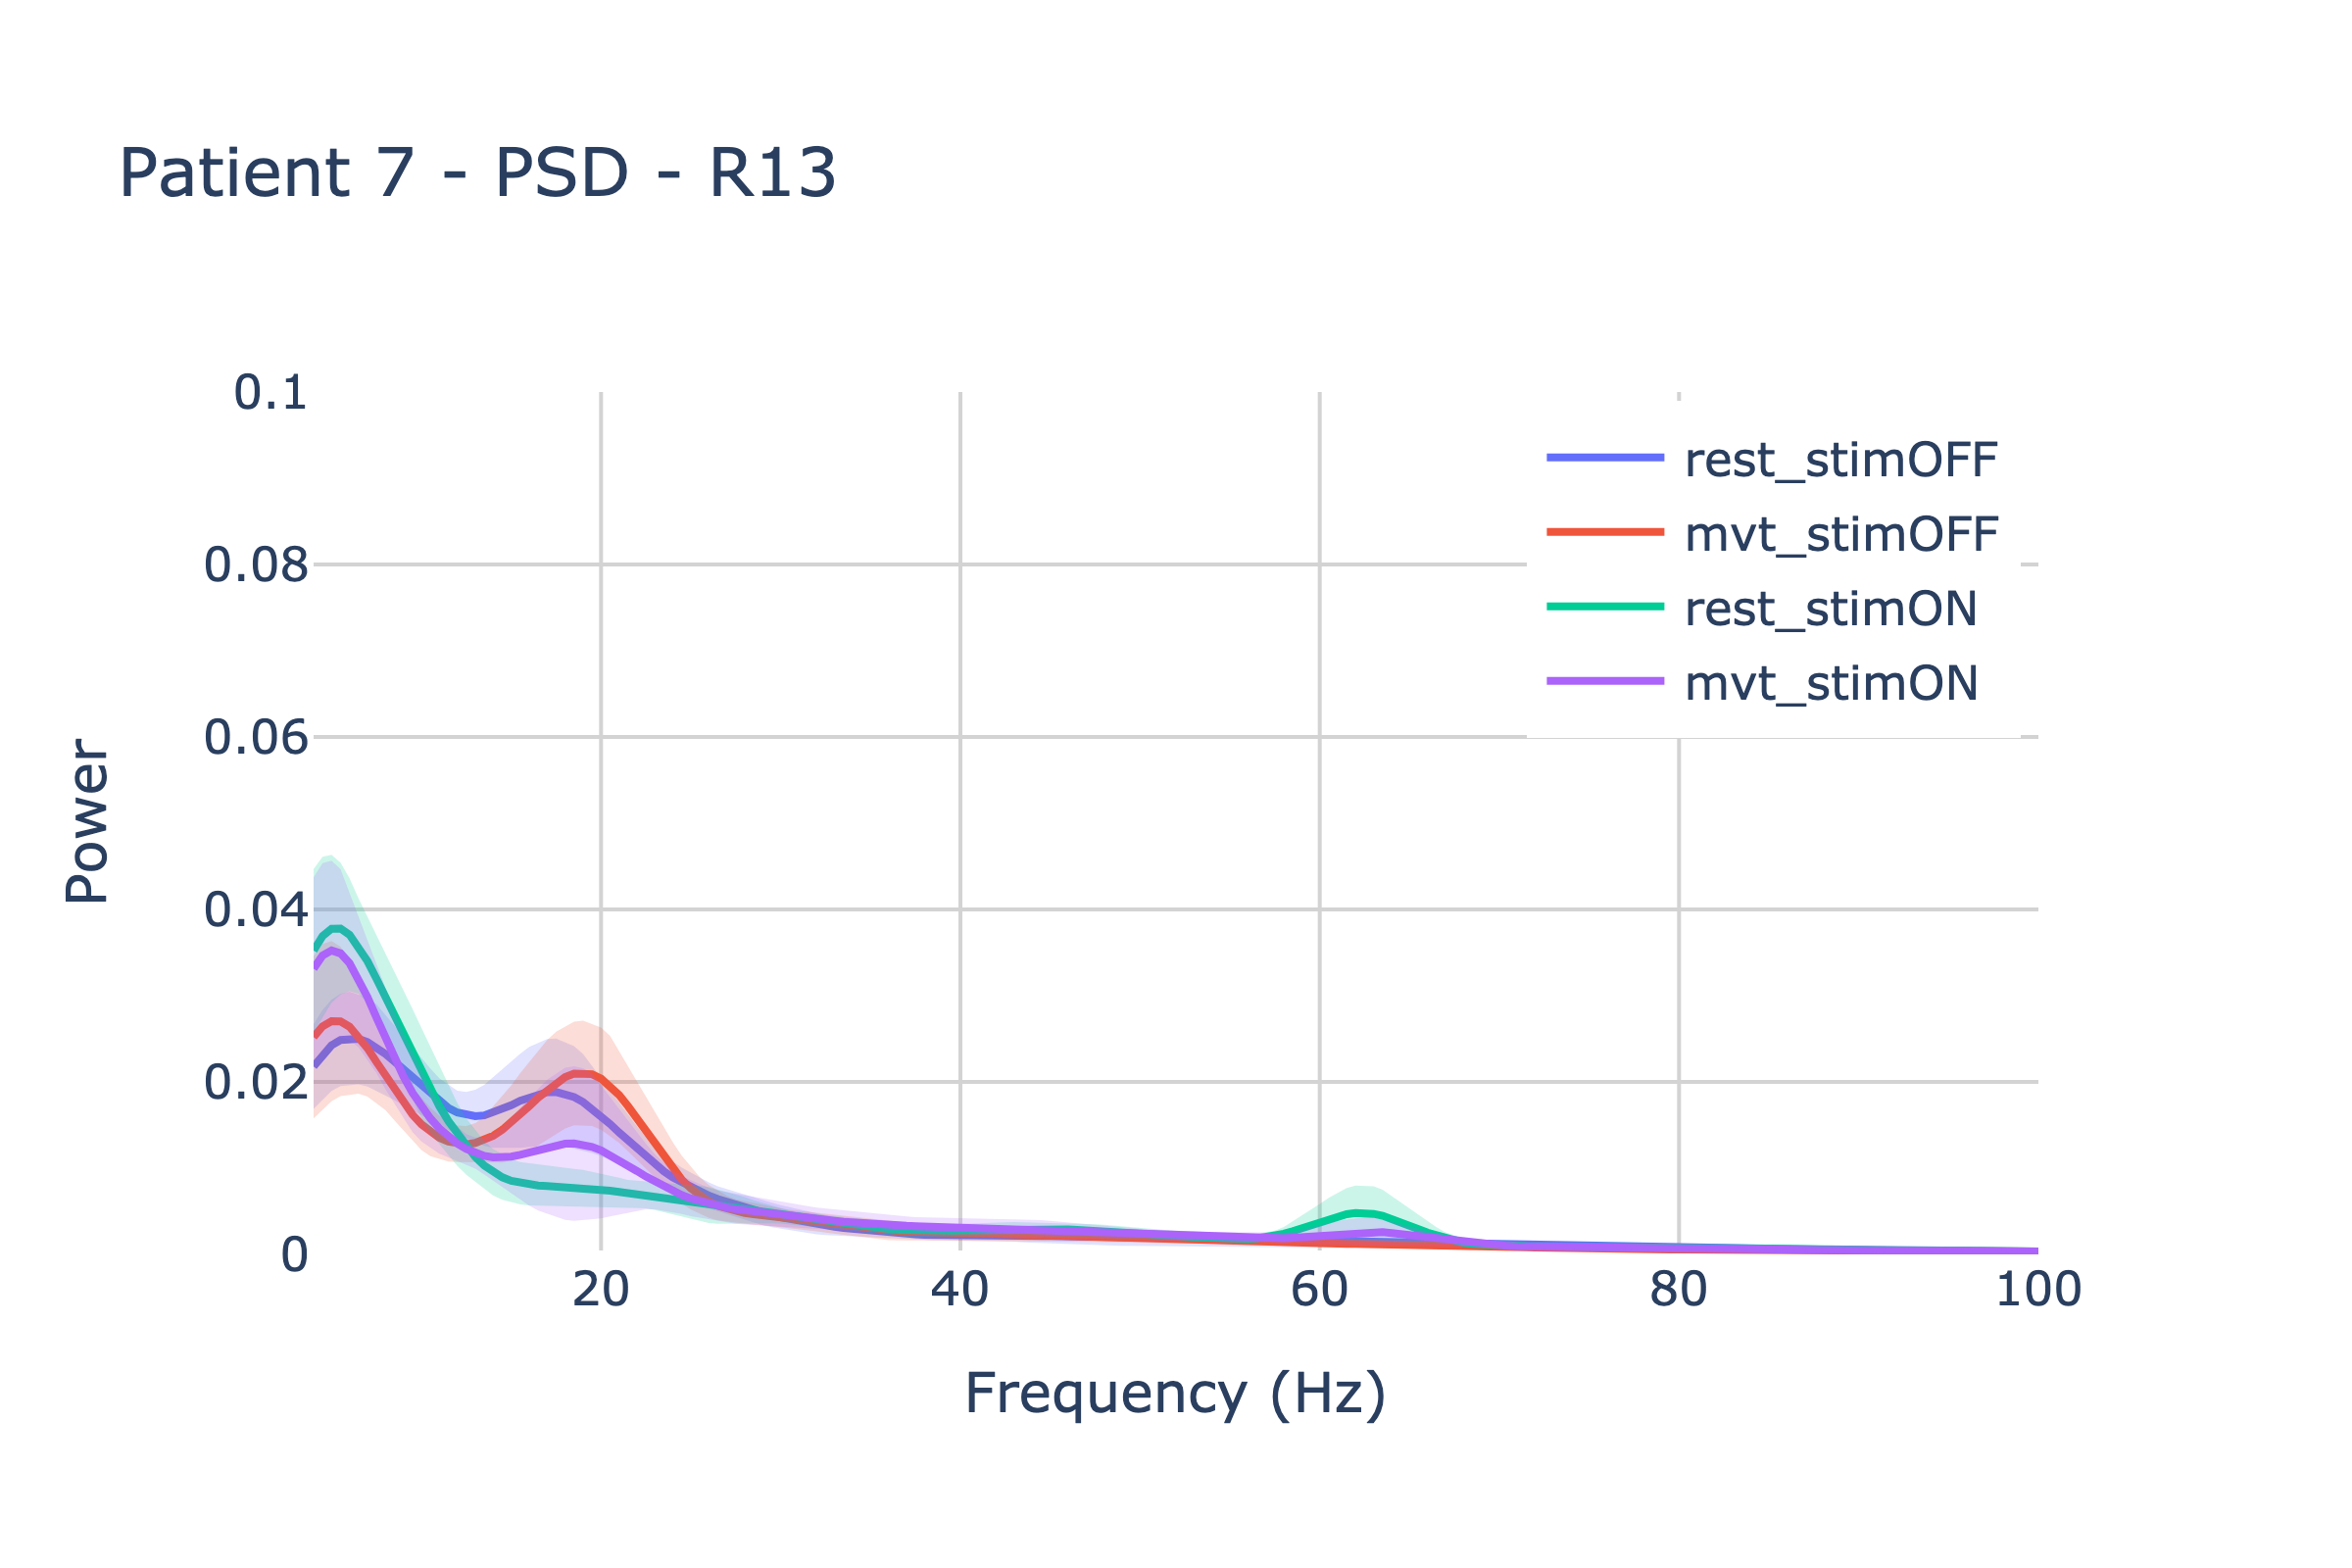 Patient 7 - PSD - R13
0.1
0.08
0.06
0.04
0.02
0
Power
rest_stimOFF
mvt_stimOFF
rest_stimON
mvt_stimON
20 40 60 80 100
Frequency (Hz)